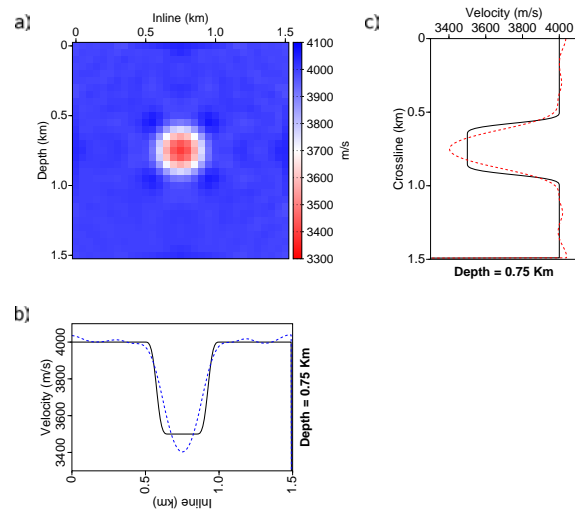 a)
Inline (km)
0 0.5 1.0 1.5
Depth (km)
0
0.5
1.0
1.5
4100
4000
3900
3800
3700
3600
3500
3400
3300
m/s
c)
Velocity (m/s)
3400 3600 3800 4000
Crossline (km)
0
0.5
1.0
1.5
Depth = 0.75 Km
b)
Velocity (m/s)
4000
3800
3600
3400
0 0.5 1.0 1.5
Inline (km)
Depth = 0.75 Km